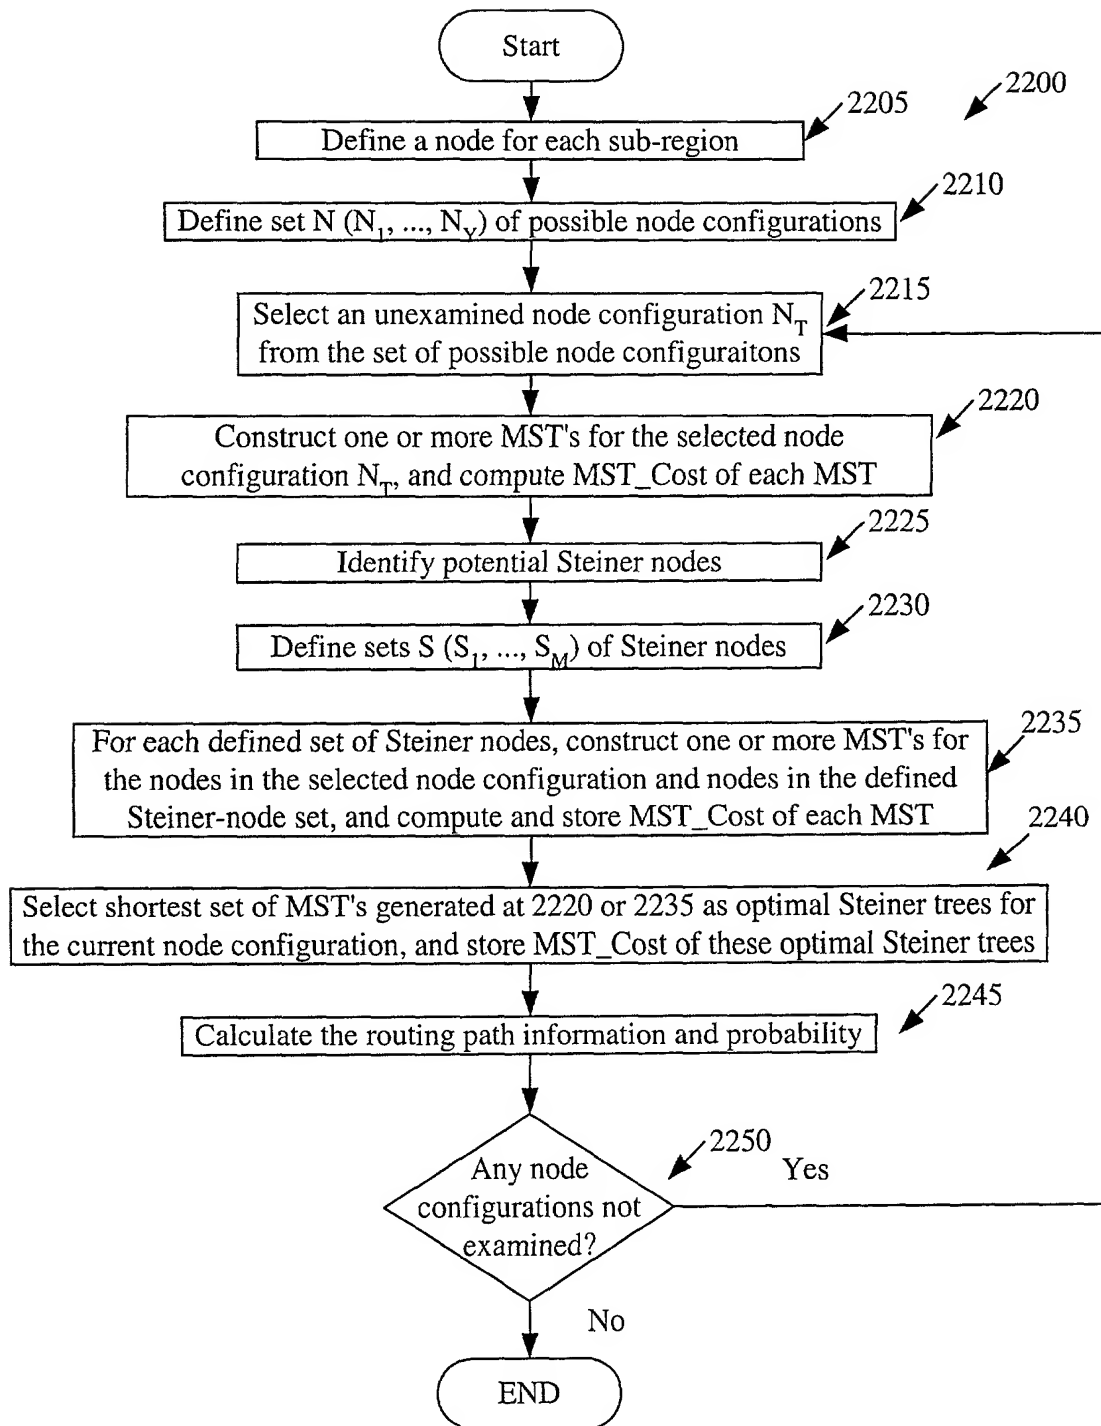 Start
2200
2205
Define a node for each sub-region
2210
Define set N (N₁, ..., N_Y) of possible node configurations
2215
Select an unexamined node configuration N_T
from the set of possible node configuraitons
2220
Construct one or more MST's for the selected node
configuration N_T, and compute MST_Cost of each MST
2225
Identify potential Steiner nodes
2230
Define sets S (S₁, ..., S_M) of Steiner nodes
2235
For each defined set of Steiner nodes, construct one or more MST's for
the nodes in the selected node configuration and nodes in the defined
Steiner-node set, and compute and store MST_Cost of each MST
2240
Select shortest set of MST's generated at 2220 or 2235 as optimal Steiner trees for
the current node configuration, and store MST_Cost of these optimal Steiner trees
2245
Calculate the routing path information and probability
2250
Any node
configurations not
examined?
Yes
No
END